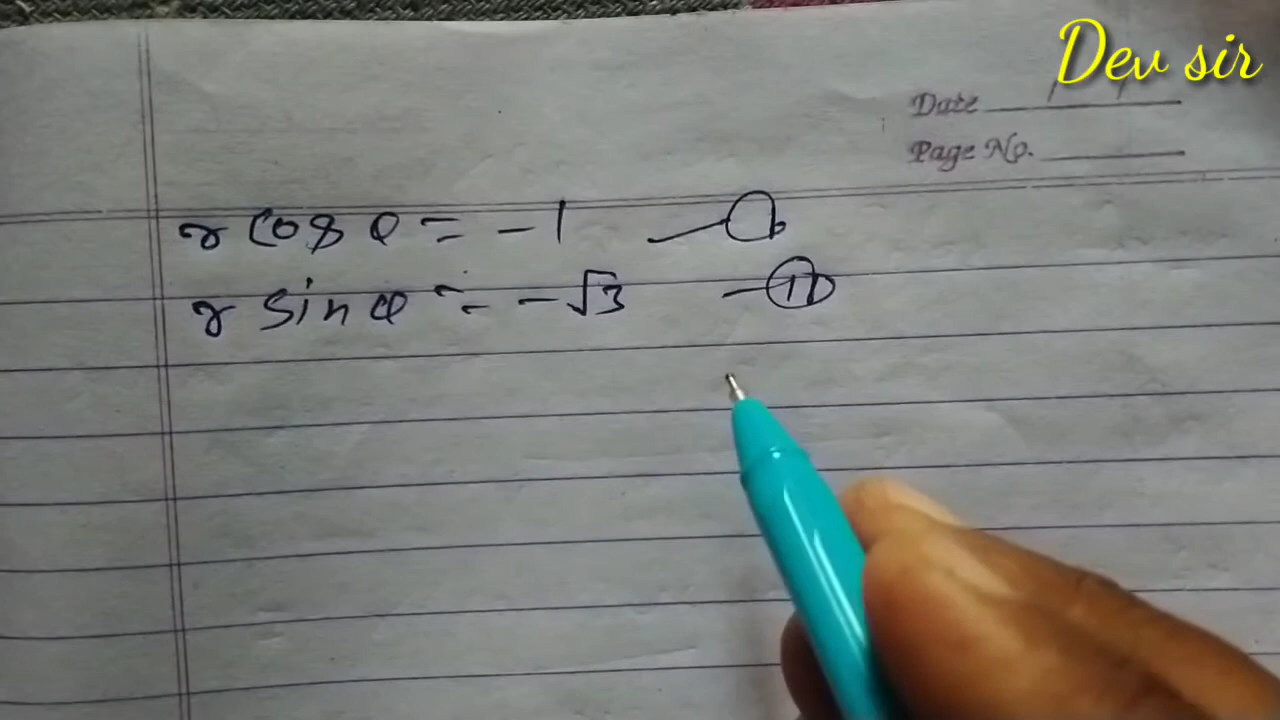 Dev sir
Date
Page No.
r cos θ = -1
r sin θ = -√3 -(II)